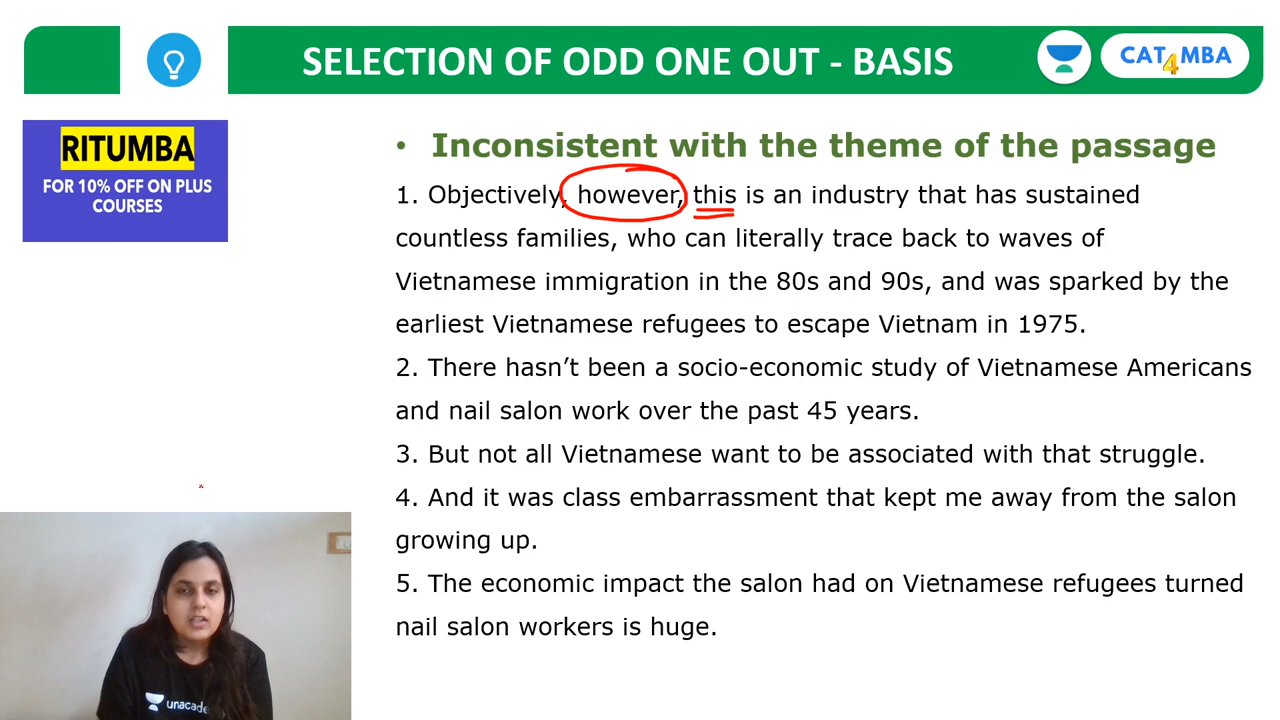 SELECTION OF ODD ONE OUT - BASIS
CAT4MBA
RITUMBA
FOR 10% OFF ON PLUS
COURSES
• Inconsistent with the theme of the passage
1. Objectively, however, this is an industry that has sustained
countless families, who can literally trace back to waves of
Vietnamese immigration in the 80s and 90s, and was sparked by the
earliest Vietnamese refugees to escape Vietnam in 1975.
2. There hasn’t been a socio-economic study of Vietnamese Americans
and nail salon work over the past 45 years.
3. But not all Vietnamese want to be associated with that struggle.
4. And it was class embarrassment that kept me away from the salon
growing up.
5. The economic impact the salon had on Vietnamese refugees turned
nail salon workers is huge.
unacade